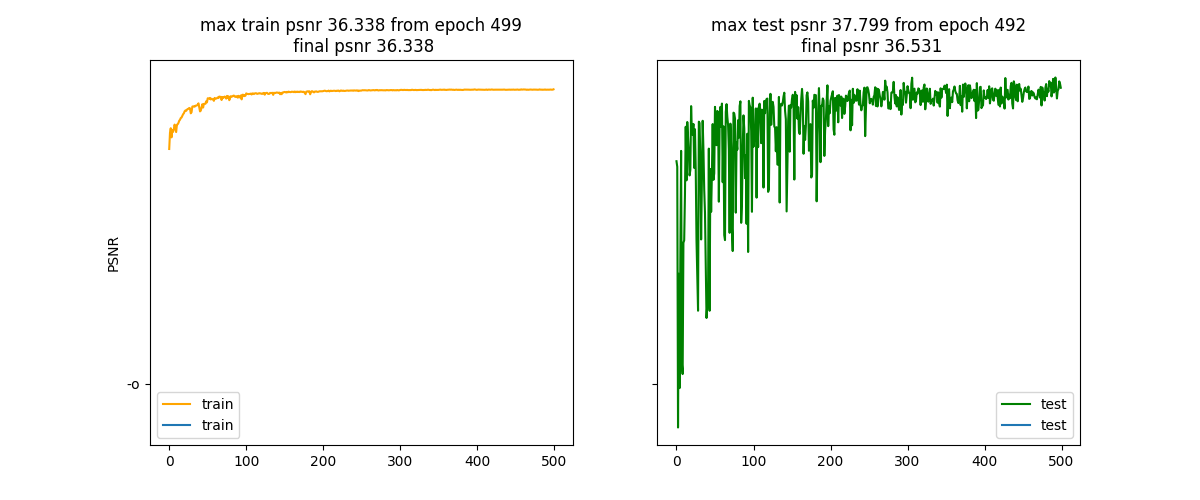 max train psnr 36.338 from epoch 499
final psnr 36.338
max test psnr 37.799 from epoch 492
final psnr 36.531
PSNR
-o
train
train
test
test
0 100 200 300 400 500
0 100 200 300 400 500